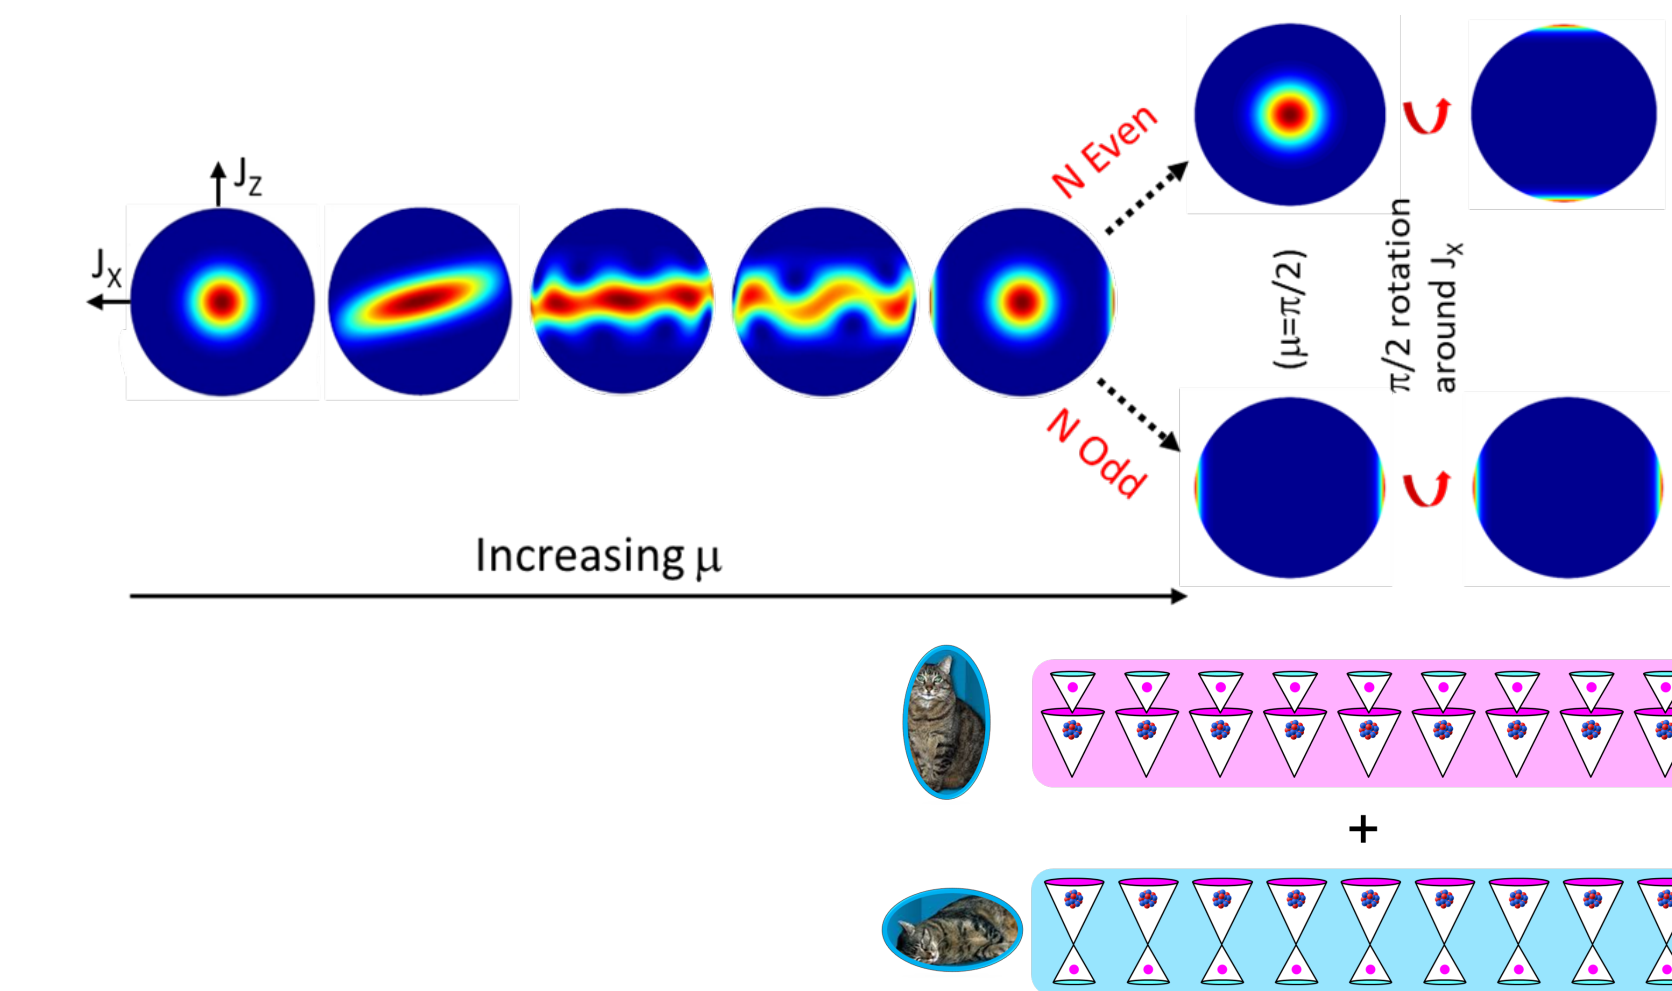 N Even
J_Z
J_X
(μ=π/2)
π/2 rotation
around J_X
N Odd
Increasing μ
+